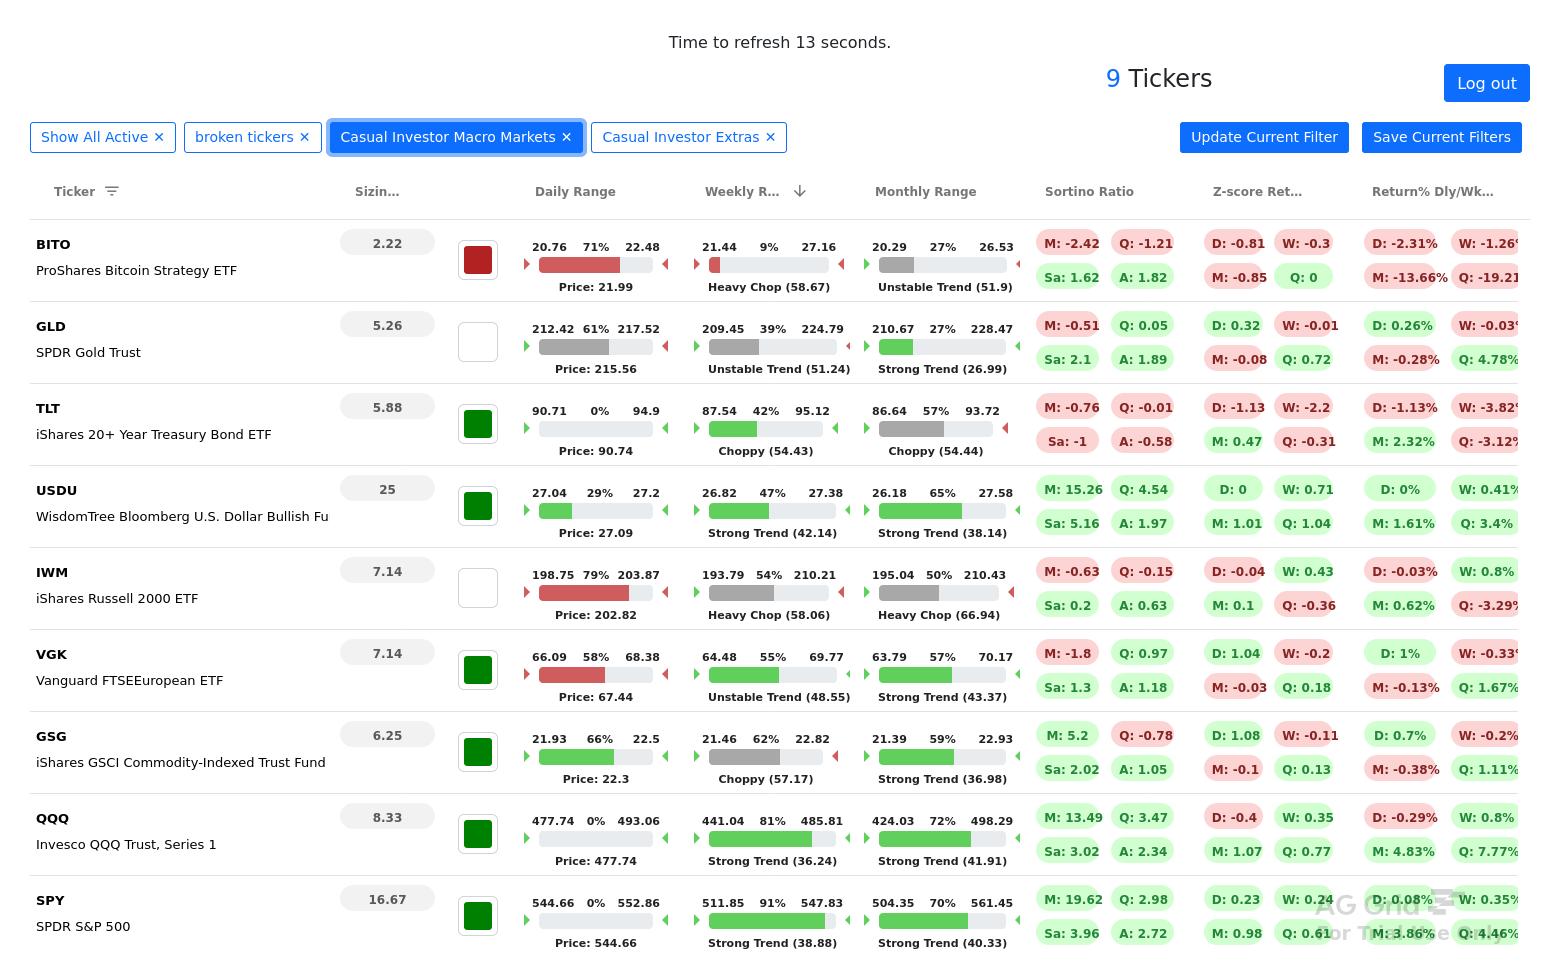 Time to refresh 13 seconds.
9 Tickers
Log out
Show All Active ✕ broken tickers ✕ Casual Investor Macro Markets ✕ Casual Investor Extras ✕ Update Current Filter Save Current Filters
Ticker Sizin... Daily Range Weekly R... Monthly Range Sortino Ratio Z-score Ret... Return% Dly/Wk...
BITO 2.22 20.76 71% 22.48 21.44 9% 27.16 20.29 27% 26.53 M: -2.42 Q: -1.21 D: -0.81 W: -0.3 D: -2.31% W: -1.26%
ProShares Bitcoin Strategy ETF Price: 21.99 Heavy Chop (58.67) Unstable Trend (51.9) Sa: 1.62 A: 1.82 M: -0.85 Q: 0 M: -13.66% Q: -19.21
GLD 5.26 212.42 61% 217.52 209.45 39% 224.79 210.67 27% 228.47 M: -0.51 Q: 0.05 D: 0.32 W: -0.01 D: 0.26% W: -0.03%
SPDR Gold Trust Price: 215.56 Unstable Trend (51.24) Strong Trend (26.99) Sa: 2.1 A: 1.89 M: -0.08 Q: 0.72 M: -0.28% Q: 4.78%
TLT 5.88 90.71 0% 94.9 87.54 42% 95.12 86.64 57% 93.72 M: -0.76 Q: -0.01 D: -1.13 W: -2.2 D: -1.13% W: -3.82%
iShares 20+ Year Treasury Bond ETF Price: 90.74 Choppy (54.43) Choppy (54.44) Sa: -1 A: -0.58 M: 0.47 Q: -0.31 M: 2.32% Q: -3.12%
USDU 25 27.04 29% 27.2 26.82 47% 27.38 26.18 65% 27.58 M: 15.26 Q: 4.54 D: 0 W: 0.71 D: 0% W: 0.41%
WisdomTree Bloomberg U.S. Dollar Bullish Fu Price: 27.09 Strong Trend (42.14) Strong Trend (38.14) Sa: 5.16 A: 1.97 M: 1.01 Q: 1.04 M: 1.61% Q: 3.4%
IWM 7.14 198.75 79% 203.87 193.79 54% 210.21 195.04 50% 210.43 M: -0.63 Q: -0.15 D: -0.04 W: 0.43 D: -0.03% W: 0.8%
iShares Russell 2000 ETF Price: 202.82 Heavy Chop (58.06) Heavy Chop (66.94) Sa: 0.2 A: 0.63 M: 0.1 Q: -0.36 M: 0.62% Q: -3.29%
VGK 7.14 66.09 58% 68.38 64.48 55% 69.77 63.79 57% 70.17 M: -1.8 Q: 0.97 D: 1.04 W: -0.2 D: 1% W: -0.33%
Vanguard FTSEEuropean ETF Price: 67.44 Unstable Trend (48.55) Strong Trend (43.37) Sa: 1.3 A: 1.18 M: -0.03 Q: 0.18 M: -0.13% Q: 1.67%
GSG 6.25 21.93 66% 22.5 21.46 62% 22.82 21.39 59% 22.93 M: 5.2 Q: -0.78 D: 1.08 W: -0.11 D: 0.7% W: -0.2%
iShares GSCI Commodity-Indexed Trust Fund Price: 22.3 Choppy (57.17) Strong Trend (36.98) Sa: 2.02 A: 1.05 M: -0.1 Q: 0.13 M: -0.38% Q: 1.11%
QQQ 8.33 477.74 0% 493.06 441.04 81% 485.81 424.03 72% 498.29 M: 13.49 Q: 3.47 D: -0.4 W: 0.35 D: -0.29% W: 0.8%
Invesco QQQ Trust, Series 1 Price: 477.74 Strong Trend (36.24) Strong Trend (41.91) Sa: 3.02 A: 2.34 M: 1.07 Q: 0.77 M: 4.83% Q: 7.77%
SPY 16.67 544.66 0% 552.86 511.85 91% 547.83 504.35 70% 561.45 M: 19.62 Q: 2.98 D: 0.23 W: 0.24 D: 0.08% W: 0.35%
SPDR S&P 500 Price: 544.66 Strong Trend (38.88) Strong Trend (40.33) Sa: 3.96 A: 2.72 M: 0.98 Q: 0.61 M: 3.86% Q: 4.46%
AG Grid
For Trial Use Only